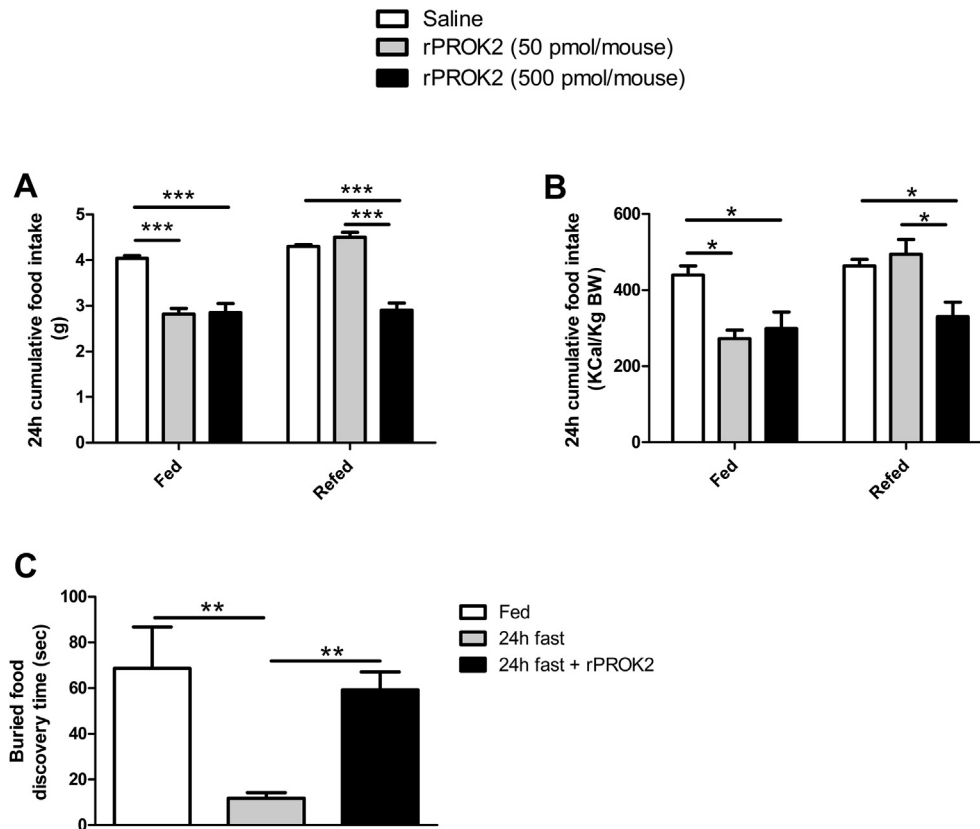 Saline
rPROK2 (50 pmol/mouse)
rPROK2 (500 pmol/mouse)
A
24h cumulative food intake
(g)
5
4
3
2
1
0
***
***
***
***
Fed
Refed
B
24h cumulative food intake
(KCal/Kg BW)
600
400
200
0
*
*
*
*
Fed
Refed
C
Buried food
discovery time (sec)
100
80
60
40
20
0
**
**
Fed
24h fast
24h fast + rPROK2